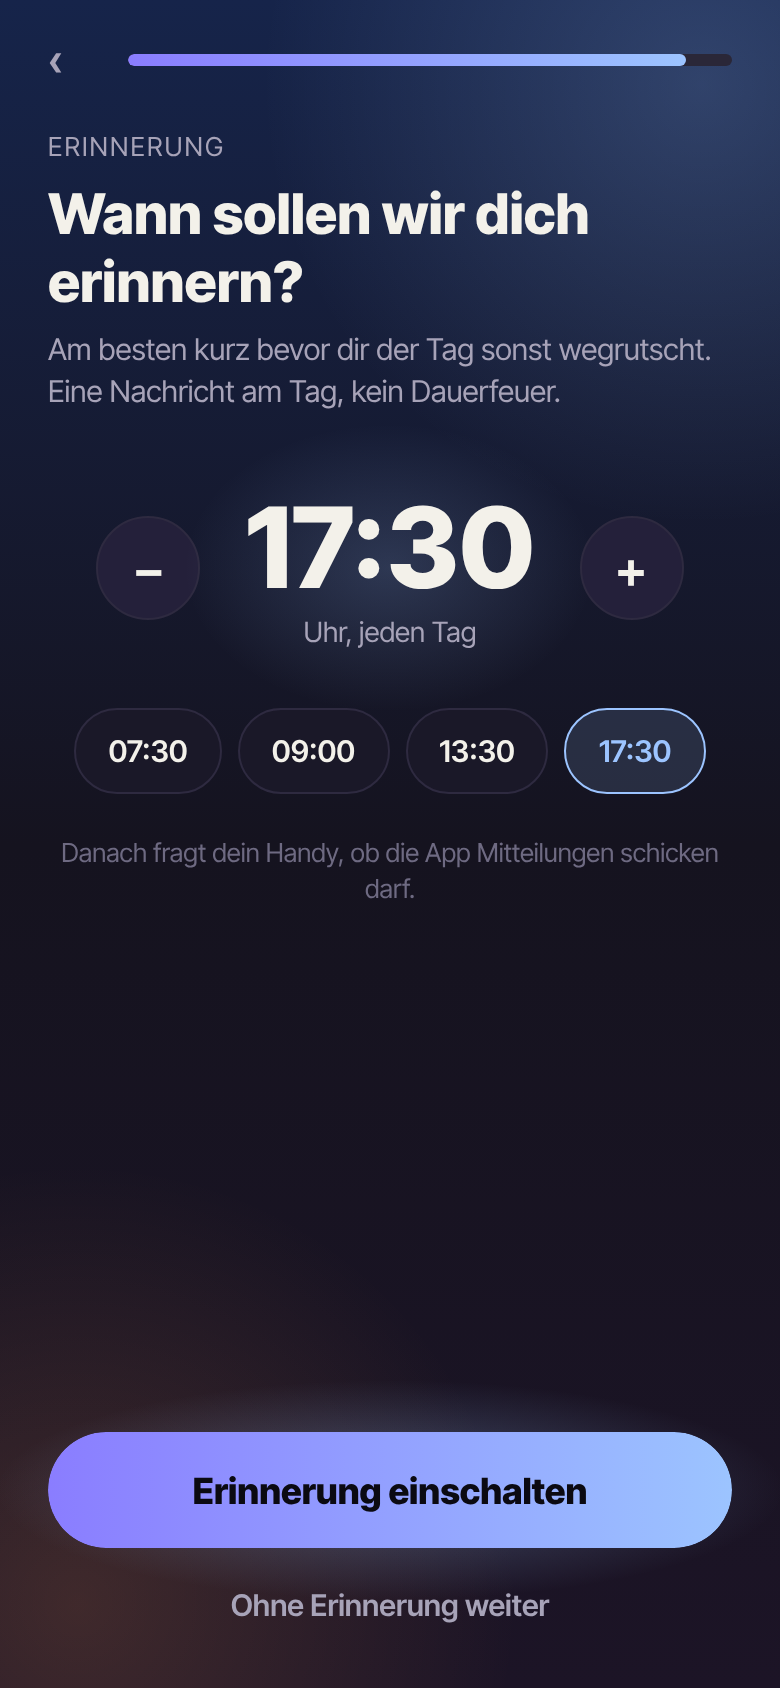 ERINNERUNG
Wann sollen wir dich
erinnern?
Am besten kurz bevor dir der Tag sonst wegrutscht.
Eine Nachricht am Tag, kein Dauerfeuer.
− 17:30 +
Uhr, jeden Tag
07:30 09:00 13:30 17:30
Danach fragt dein Handy, ob die App Mitteilungen schicken
darf.
Erinnerung einschalten
Ohne Erinnerung weiter